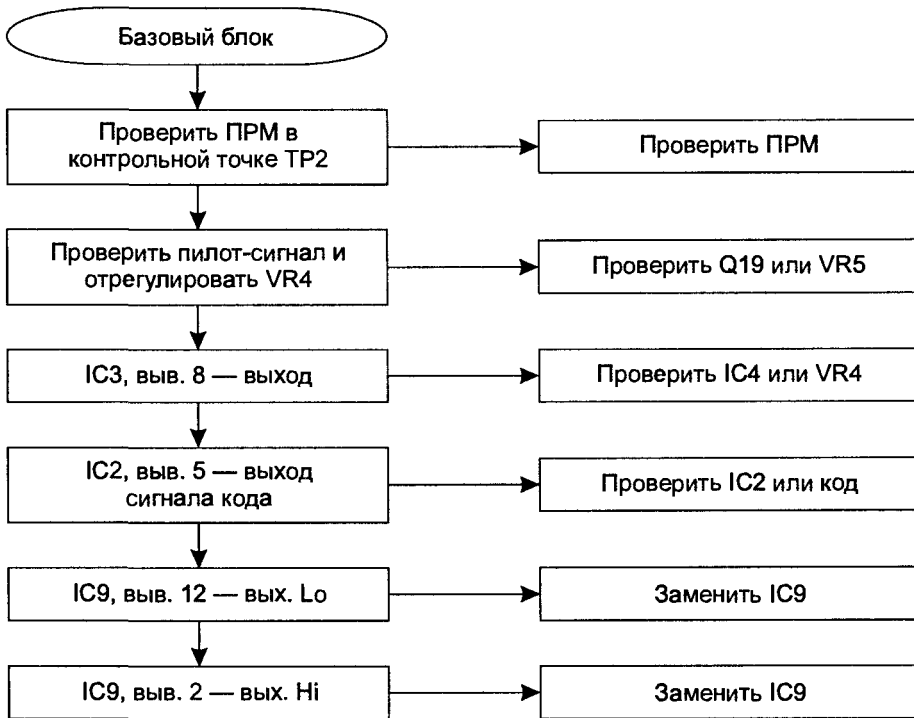 Базовый блок
Проверить ПРМ в
контрольной точке TP2
Проверить ПРМ
Проверить пилот-сигнал и
отрегулировать VR4
Проверить Q19 или VR5
IC3, выв. 8 — выход
Проверить IC4 или VR4
IC2, выв. 5 — выход
сигнала кода
Проверить IC2 или код
IC9, выв. 12 — вых. Lo
Заменить IC9
IC9, выв. 2 — вых. Hi
Заменить IC9